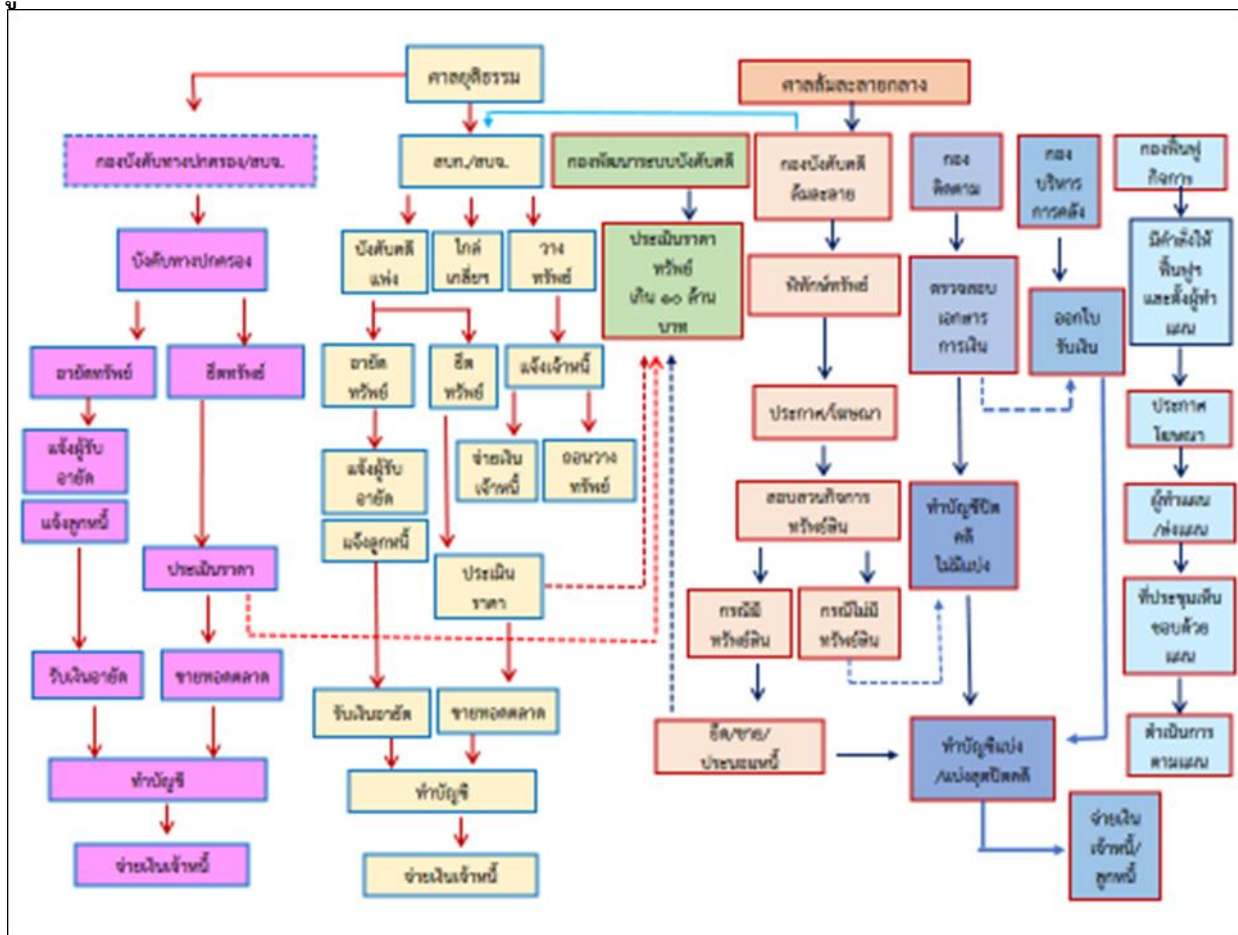 ศาลยุติธรรม
ศาลล้มละลายกลาง
กองบังคับทางปกครอง/สบจ.
สบก./สบจ.
กองพัฒนาระบบบังคับคดี
กองบังคับคดี
ล้มละลาย
กอง
ติดตาม
กอง
บริหาร
การคลัง
กองฟื้นฟู
กิจการ
บังคับทางปกครอง
บังคับคดี
แพ่ง
ไกล่
เกลี่ยฯ
วาง
ทรัพย์
ประเมินราคา
ทรัพย์
เกิน ๑๐ ล้าน
บาท
พิทักษ์ทรัพย์
ตรวจสอบ
เอกสาร
การเงิน
ออกใบ
รับเงิน
มีคำสั่งให้
ฟื้นฟูฯ
และตั้งผู้ทำ
แผน
อายัดทรัพย์
ยึดทรัพย์
อายัด
ทรัพย์
ยึด
ทรัพย์
แจ้งเจ้าหนี้
ประกาศ/โฆษณา
ประกาศ
โฆษณา
แจ้งผู้รับ
อายัด
แจ้งลูกหนี้
แจ้งผู้รับ
อายัด
แจ้งลูกหนี้
จ่ายเงิน
เจ้าหนี้
ถอนวาง
ทรัพย์
สอบสวนกิจการ
ทรัพย์สิน
ทำบัญชีปิด
คดี
ไม่มีแบ่ง
ผู้ทำแผน
/ส่งแผน
ประเมินราคา
ประเมิน
ราคา
กรณีมี
ทรัพย์สิน
กรณีไม่มี
ทรัพย์สิน
ที่ประชุมเห็น
ชอบด้วย
แผน
รับเงินอายัด
ขายทอดตลาด
รับเงินอายัด
ขายทอดตลาด
ยึด/ขาย/
ประนอมหนี้
ทำบัญชีแบ่ง
/แบ่งสุดปิดคดี
ดำเนินการ
ตามแผน
ทำบัญชี
ทำบัญชี
จ่ายเงิน
เจ้าหนี้/
ลูกหนี้
จ่ายเงินเจ้าหนี้
จ่ายเงินเจ้าหนี้